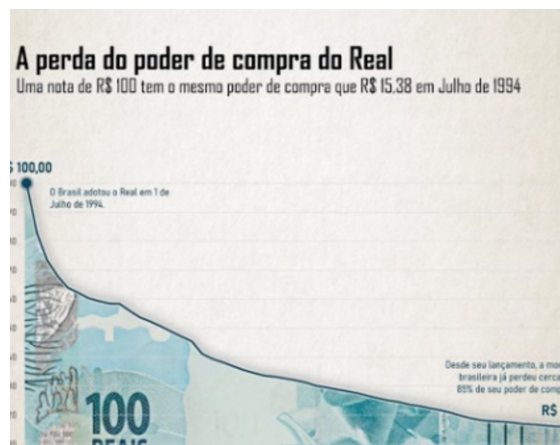 A perda do poder de compra do Real
Uma nota de R$ 100 tem o mesmo poder de compra que R$ 15,38 em Julho de 1994
$ 100,00
O Brasil adotou o Real em 1 de
Julho de 1994.
Desde seu lançamento, a
brasileira já perdeu cerca
85% de seu poder de
R$
100
REAIS